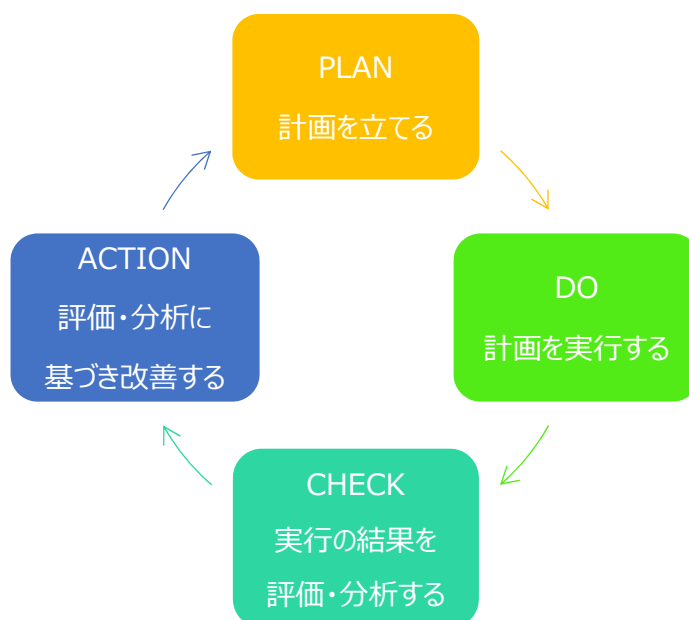 PLAN
計画を立てる
DO
計画を実行する
CHECK
実行の結果を
評価・分析する
ACTION
評価・分析に
基づき改善する